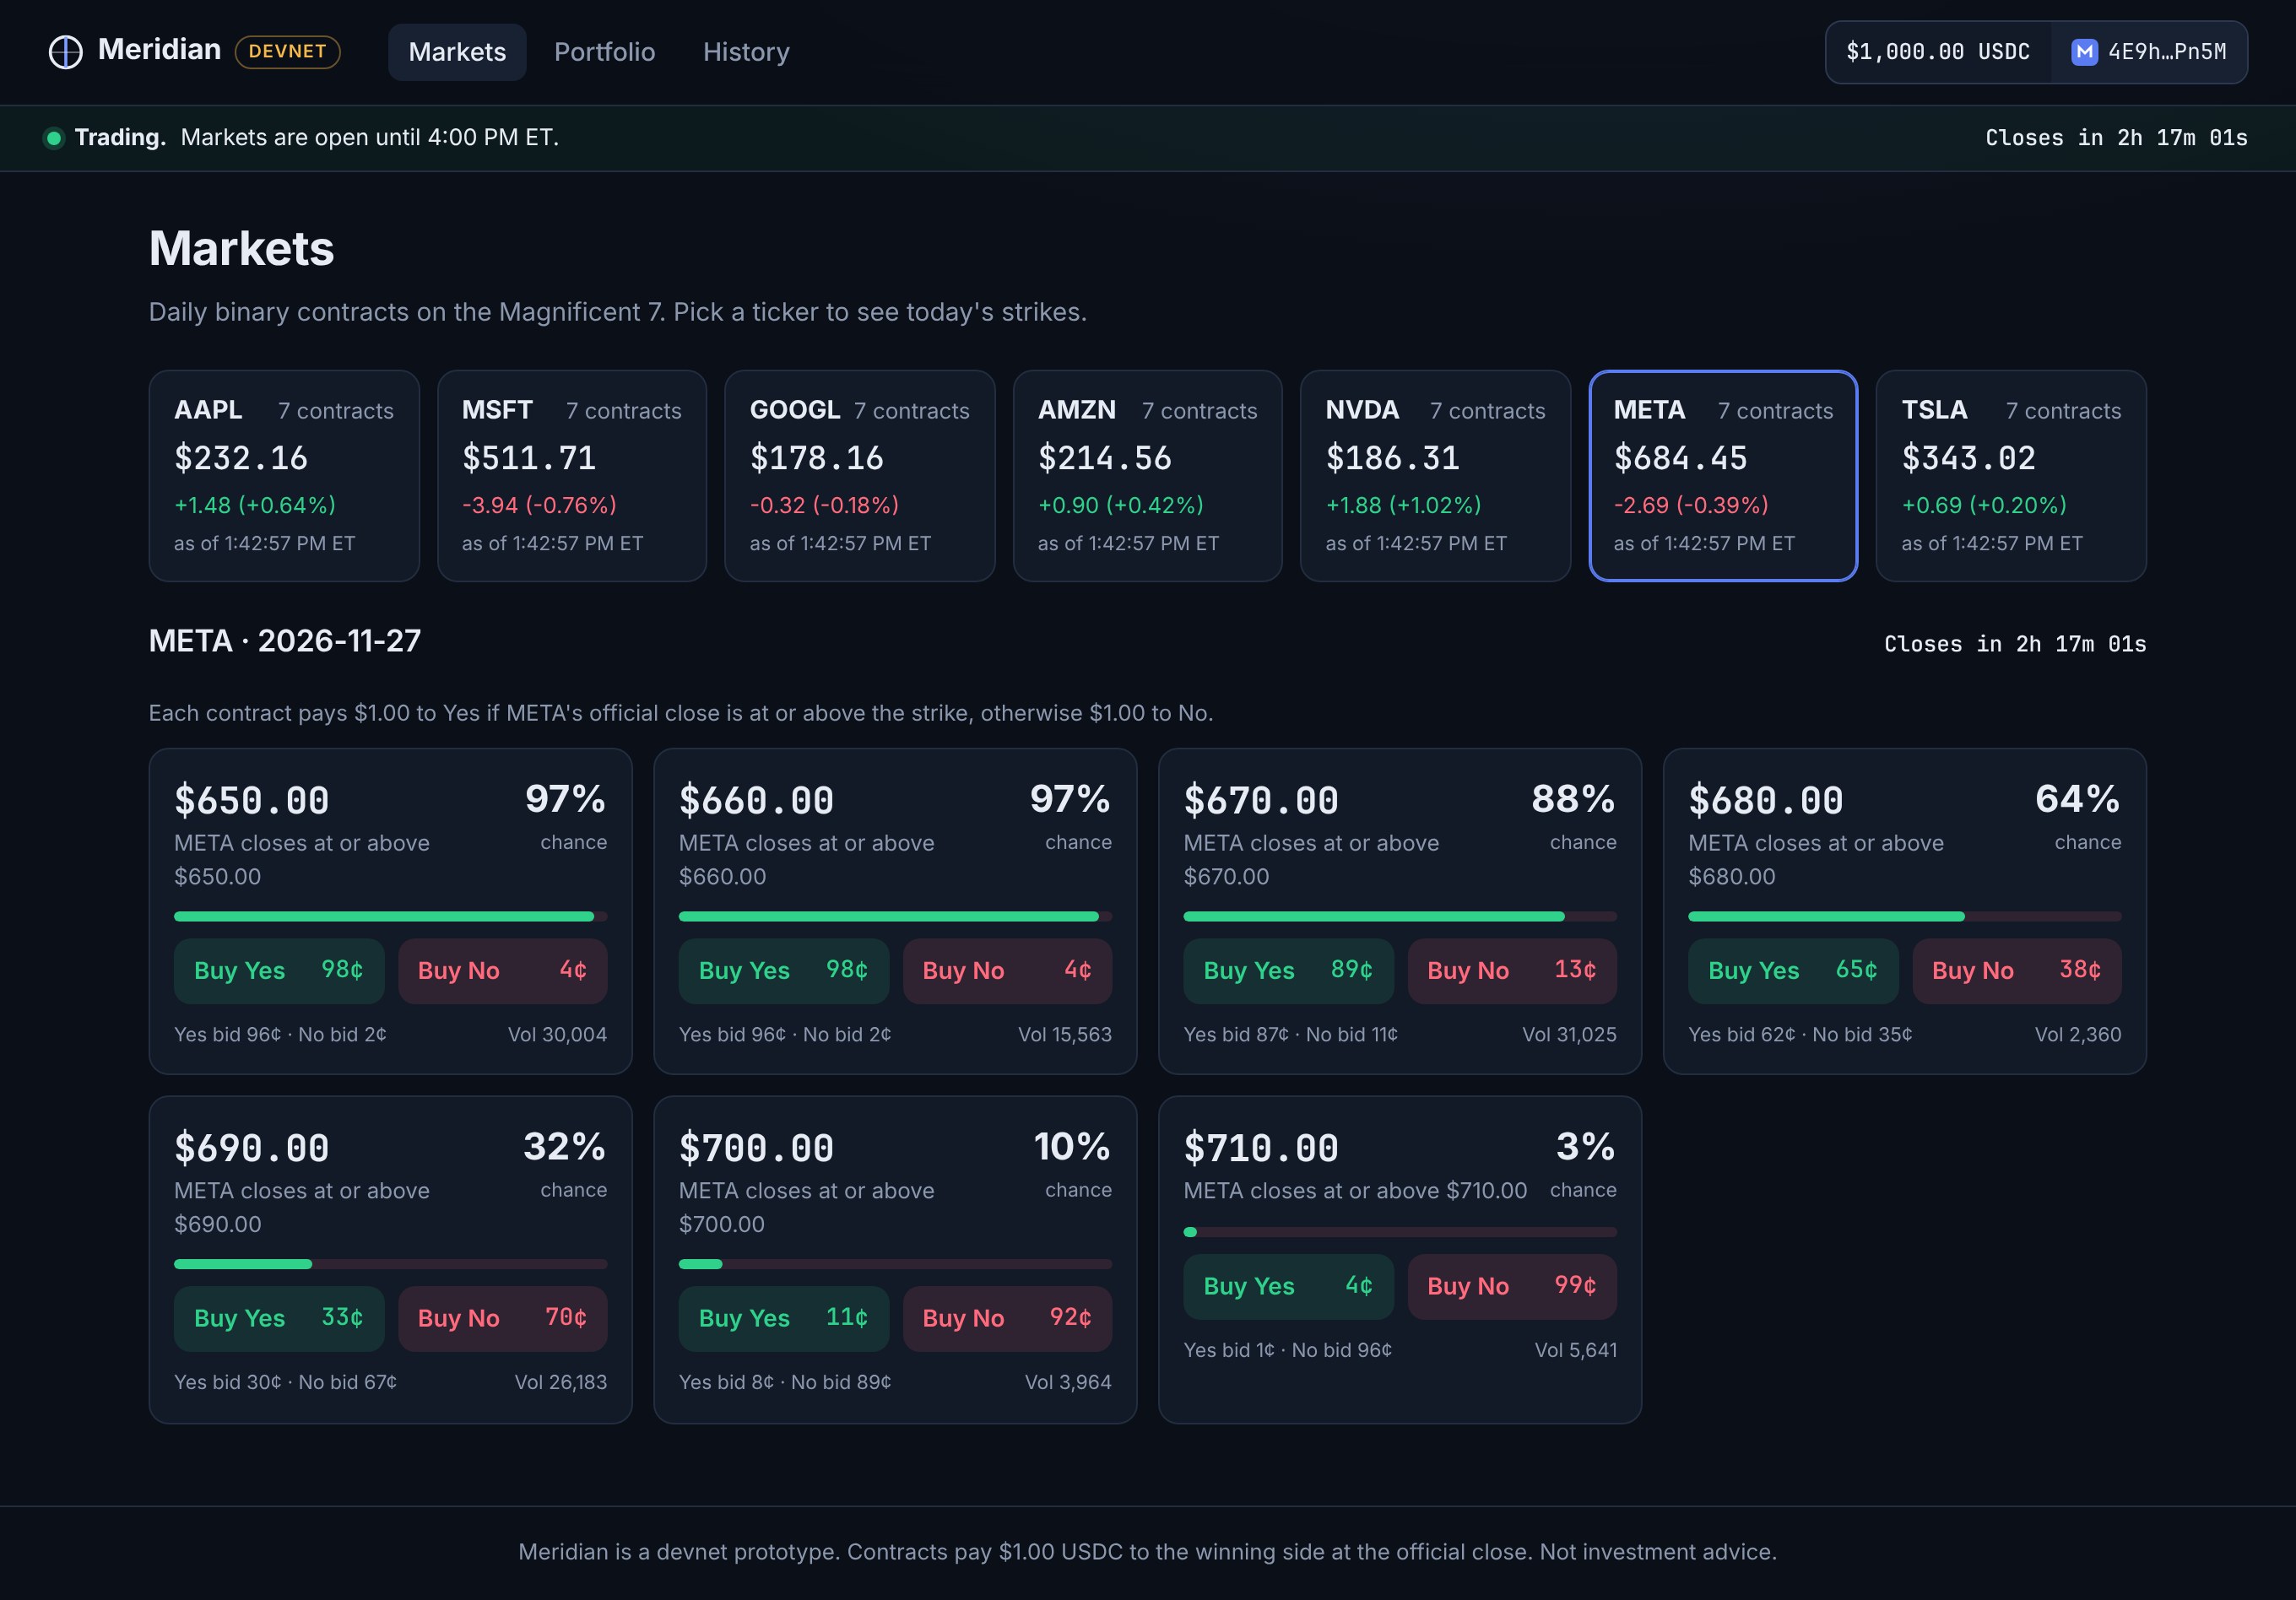 Meridian DEVNET Markets Portfolio History $1,000.00 USDC 4E9h…Pn5M
Trading. Markets are open until 4:00 PM ET. Closes in 2h 17m 01s
Markets
Daily binary contracts on the Magnificent 7. Pick a ticker to see today's strikes.
AAPL 7 contracts
$232.16
+1.48 (+0.64%)
as of 1:42:57 PM ET
MSFT 7 contracts
$511.71
-3.94 (-0.76%)
as of 1:42:57 PM ET
GOOGL 7 contracts
$178.16
-0.32 (-0.18%)
as of 1:42:57 PM ET
AMZN 7 contracts
$214.56
+0.90 (+0.42%)
as of 1:42:57 PM ET
NVDA 7 contracts
$186.31
+1.88 (+1.02%)
as of 1:42:57 PM ET
META 7 contracts
$684.45
-2.69 (-0.39%)
as of 1:42:57 PM ET
TSLA 7 contracts
$343.02
+0.69 (+0.20%)
as of 1:42:57 PM ET
META · 2026-11-27 Closes in 2h 17m 01s
Each contract pays $1.00 to Yes if META's official close is at or above the strike, otherwise $1.00 to No.
$650.00 97%
META closes at or above chance
$650.00
Buy Yes 98¢ Buy No 4¢
Yes bid 96¢ · No bid 2¢ Vol 30,004
$660.00 97%
META closes at or above chance
$660.00
Buy Yes 98¢ Buy No 4¢
Yes bid 96¢ · No bid 2¢ Vol 15,563
$670.00 88%
META closes at or above chance
$670.00
Buy Yes 89¢ Buy No 13¢
Yes bid 87¢ · No bid 11¢ Vol 31,025
$680.00 64%
META closes at or above chance
$680.00
Buy Yes 65¢ Buy No 38¢
Yes bid 62¢ · No bid 35¢ Vol 2,360
$690.00 32%
META closes at or above chance
$690.00
Buy Yes 33¢ Buy No 70¢
Yes bid 30¢ · No bid 67¢ Vol 26,183
$700.00 10%
META closes at or above chance
$700.00
Buy Yes 11¢ Buy No 92¢
Yes bid 8¢ · No bid 89¢ Vol 3,964
$710.00 3%
META closes at or above $710.00 chance
Buy Yes 4¢ Buy No 99¢
Yes bid 1¢ · No bid 96¢ Vol 5,641
Meridian is a devnet prototype. Contracts pay $1.00 USDC to the winning side at the official close. Not investment advice.